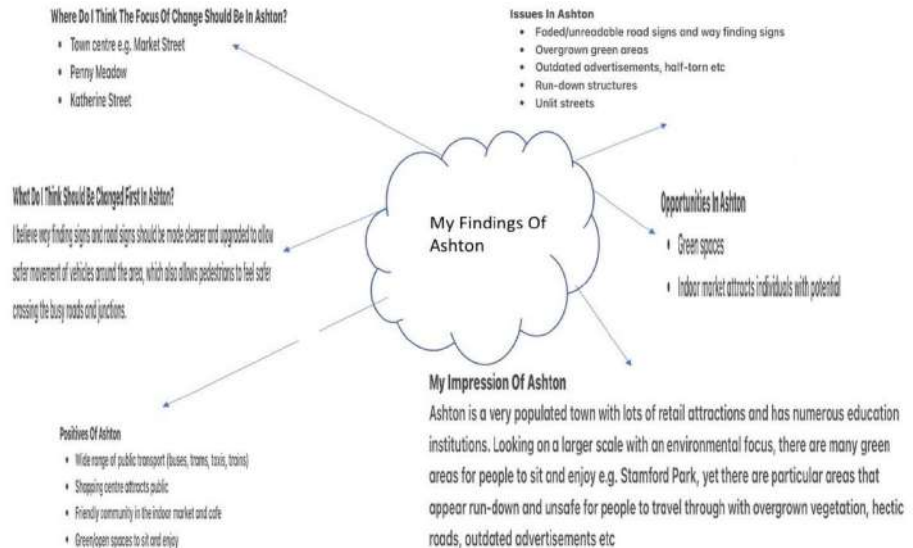 Where Do I Think The Focus Of Change Should Be In Ashton?
• Town centre e.g. Market Street
• Penny Meadow
• Katherine Street
Issues In Ashton
• Faded/unreadable road signs and way finding signs
• Overgrown green areas
• Outdated advertisements, half-torn etc
• Run-down structures
• Unlit streets
What Do I Think Should Be Changed First In Ashton?
I believe way finding signs and road signs should be made clearer and upgraded to allow
safer movement of vehicles around the area, which also allows pedestrians to feel safer
crossing the busy roads and junctions.
My Findings Of
Ashton
Opportunities In Ashton
• Green spaces
• Indoor market attracts individuals with potential
Positives Of Ashton
• Wide range of public transport (buses, trams, taxis, trains)
• Shopping centre attracts public
• Friendly community in the indoor market and cafe
• Green/open spaces to sit and enjoy
My Impression Of Ashton
Ashton is a very populated town with lots of retail attractions and has numerous education
institutions. Looking on a larger scale with an environmental focus, there are many green
areas for people to sit and enjoy e.g. Stamford Park, yet there are particular areas that
appear run-down and unsafe for people to travel through with overgrown vegetation, hectic
roads, outdated advertisements etc